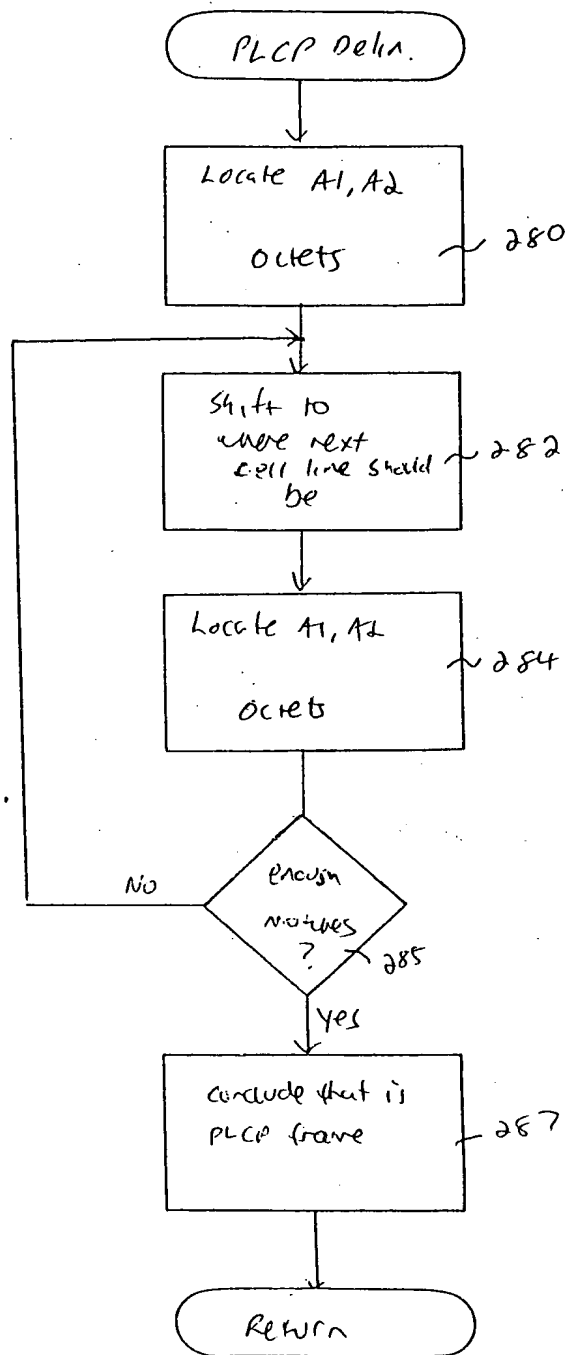 PLCP Delin.
Locate A1, A2
octets
280
Shift to
where next
cell line should
be
282
Locate A1, A2
octets
284
No
enough
matches
?
285
yes
conclude that is
PLCP frame
287
Return